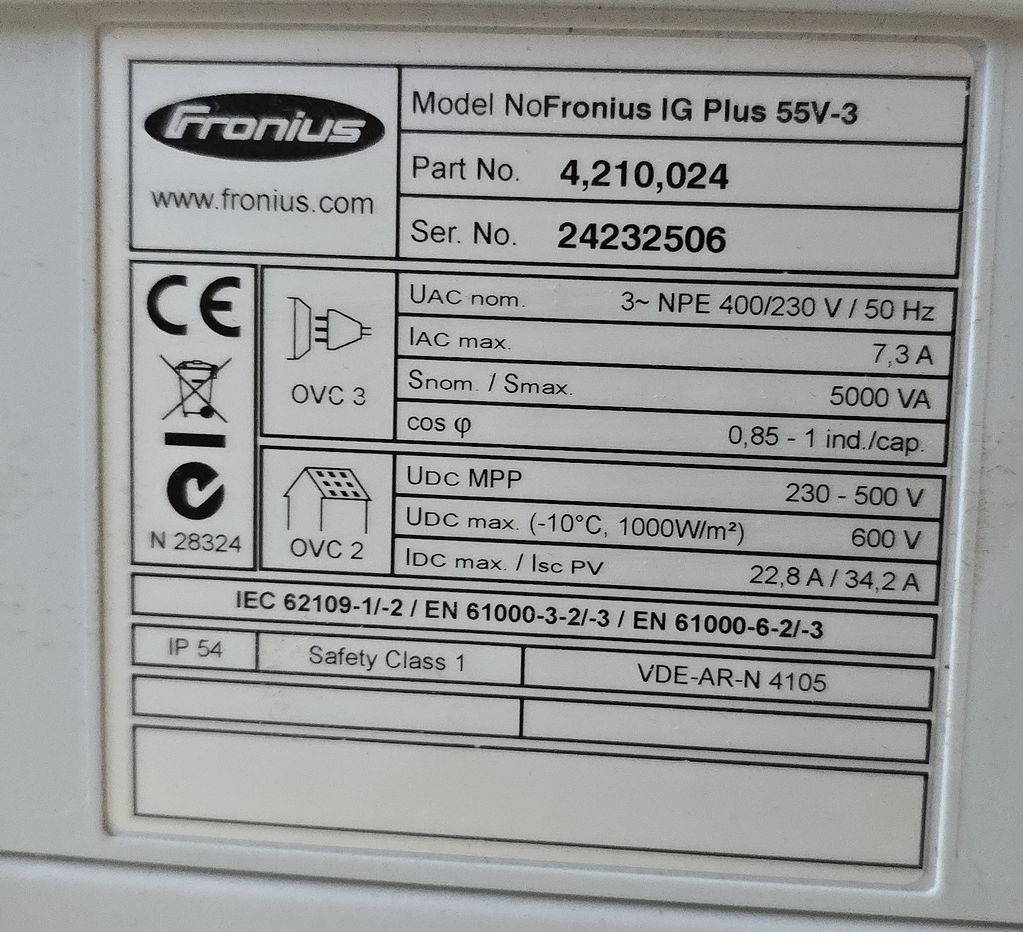 Fronius
www.fronius.com
Model NoFronius IG Plus 55V-3
Part No. 4,210,024
Ser. No. 24232506
CE
N 28324
OVC 3
UAC nom. 3~ NPE 400/230 V / 50 Hz
IAC max. 7,3 A
Snom. / Smax. 5000 VA
cos φ 0,85 - 1 ind./cap.
OVC 2
UDC MPP 230 - 500 V
UDC max. (-10°C, 1000W/m²) 600 V
IDC max. / Isc PV 22,8 A / 34,2 A
IEC 62109-1/-2 / EN 61000-3-2/-3 / EN 61000-6-2/-3
IP 54 Safety Class 1 VDE-AR-N 4105